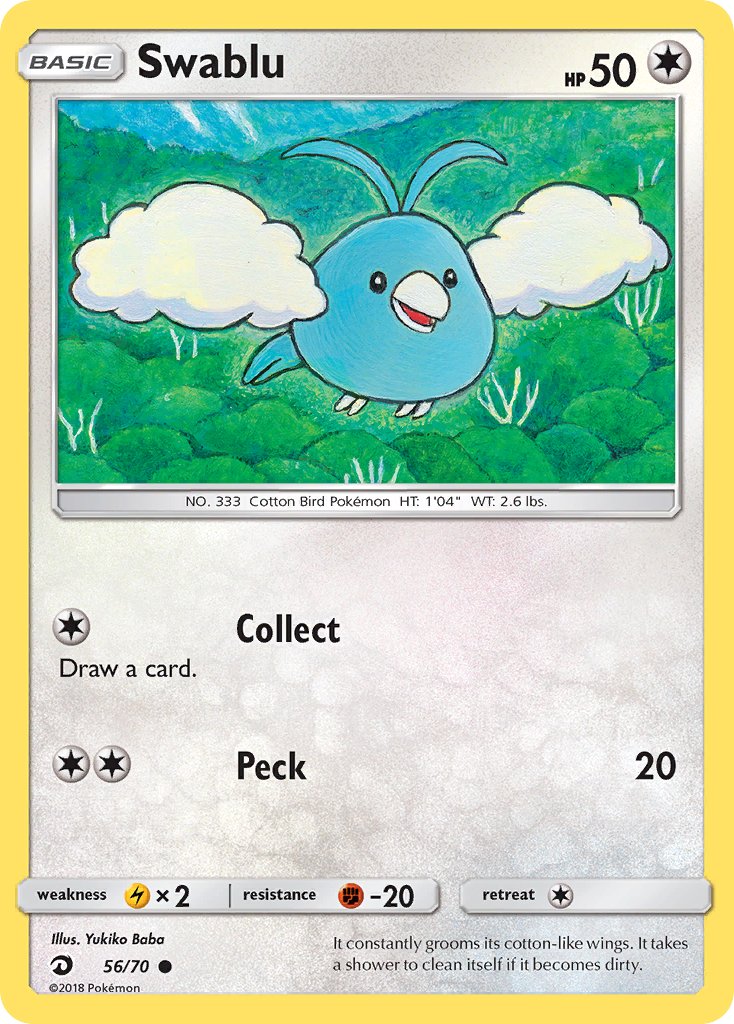 BASIC Swablu HP 50
NO. 333 Cotton Bird Pokémon HT: 1'04" WT: 2.6 lbs.
Collect
Draw a card.
Peck 20
weakness ×2 resistance -20 retreat
Illus. Yukiko Baba
56/70
©2018 Pokémon
It constantly grooms its cotton-like wings. It takes
a shower to clean itself if it becomes dirty.